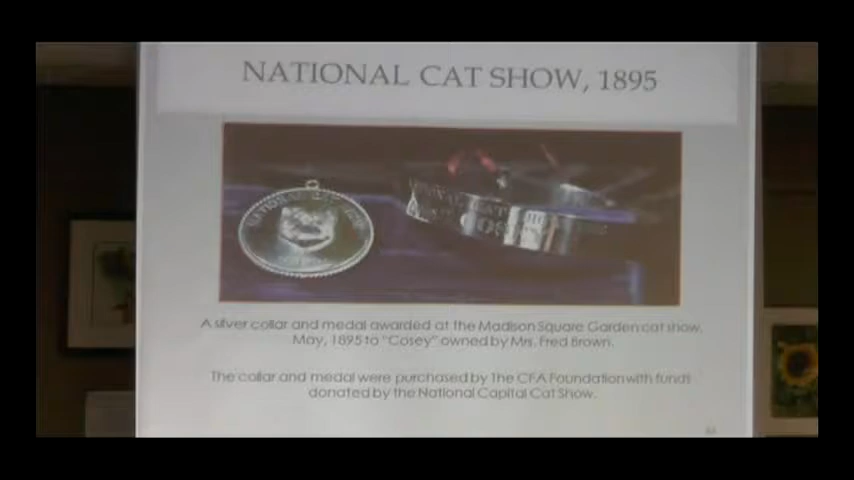 NATIONAL CAT SHOW, 1895
NATIONAL CAT
A silver collar and medal awarded at the Madison Square Garden cat show,
May, 1895 to "Cosey" owned by Mrs. Fred Brown.
The collar and medal were purchased by The CFA Foundation with funds
donated by the National Capital Cat Show.